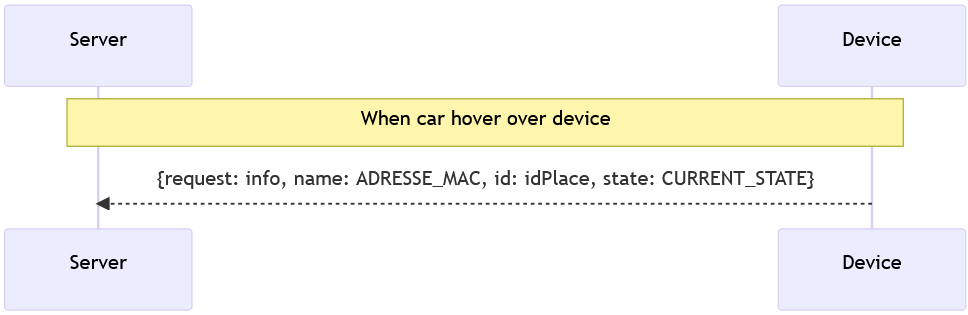 Server Device
When car hover over device
{request: info, name: ADRESSE_MAC, id: idPlace, state: CURRENT_STATE}
Server Device